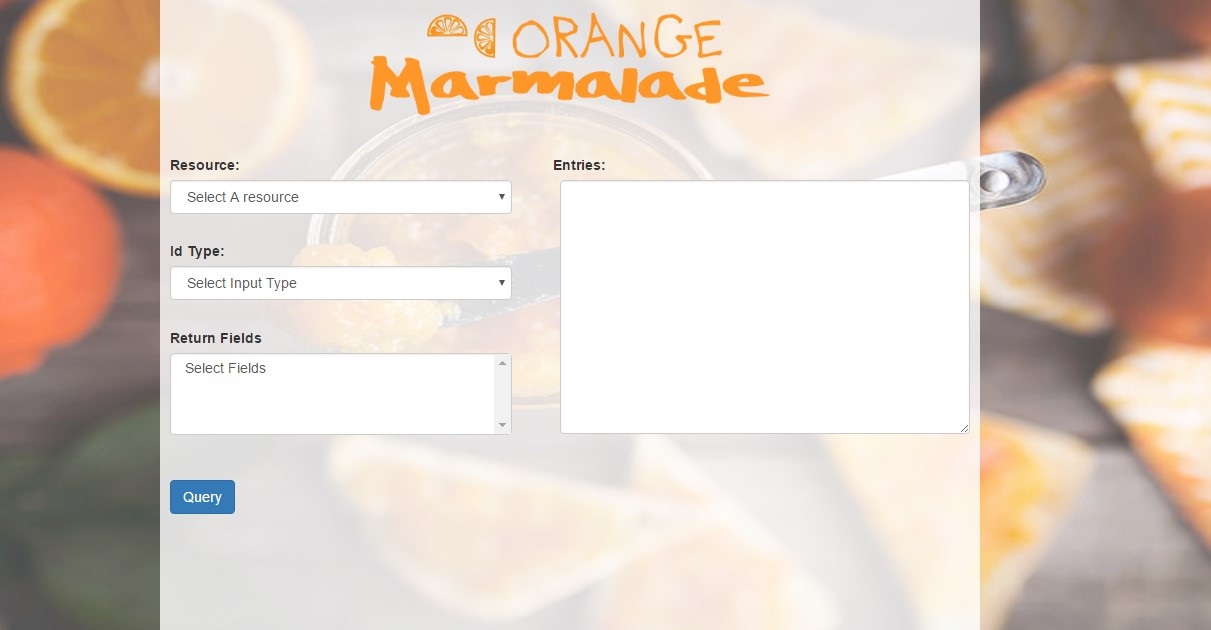 ORANGE
Marmalade
Resource:
Select A resource
Id Type:
Select Input Type
Return Fields
Select Fields
Query
Entries: